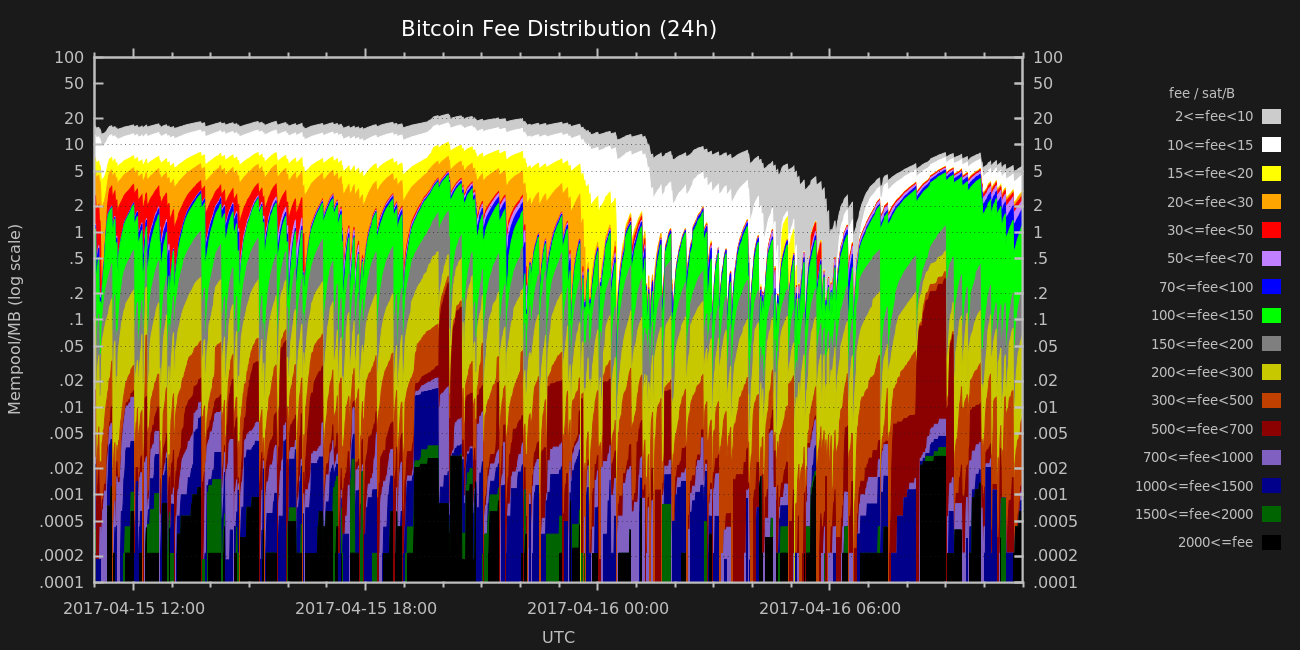 Bitcoin Fee Distribution (24h)
Mempool/MB (log scale)
100
50
20
10
5
2
1
.5
.2
.1
.05
.02
.01
.005
.002
.001
.0005
.0002
.0001
100
50
20
10
5
2
1
.5
.2
.1
.05
.02
.01
.005
.002
.001
.0005
.0002
.0001
2017-04-15 12:00 2017-04-15 18:00 2017-04-16 00:00 2017-04-16 06:00
UTC
fee / sat/B
2<=fee<10
10<=fee<15
15<=fee<20
20<=fee<30
30<=fee<50
50<=fee<70
70<=fee<100
100<=fee<150
150<=fee<200
200<=fee<300
300<=fee<500
500<=fee<700
700<=fee<1000
1000<=fee<1500
1500<=fee<2000
2000<=fee